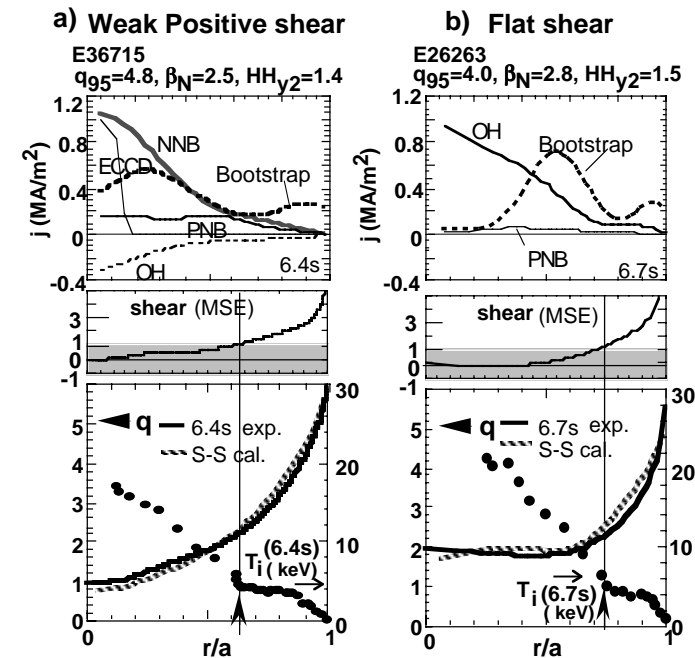 a) Weak Positive shear
E36715
q95=4.8, βN=2.5, HHy2=1.4
1.2
0.8
0.4
0
-0.4
j (MA/m²)
NNB
ECCD
Bootstrap
PNB
OH
6.4s
shear (MSE)
3
2
1
0
-1
q
6.4s exp.
S-S cal.
5
4
3
2
1
0
30
20
10
0
Ti (6.4s)
(keV)
0
r/a
1
b) Flat shear
E26263
q95=4.0, βN=2.8, HHy2=1.5
1.2
0.8
0.4
0
-0.4
j (MA/m²)
OH
Bootstrap
PNB
6.7s
shear (MSE)
3
2
1
0
-1
q
6.7s exp.
S-S cal.
5
4
3
2
1
0
30
20
10
0
Ti (6.7s)
(keV)
0
r/a
1